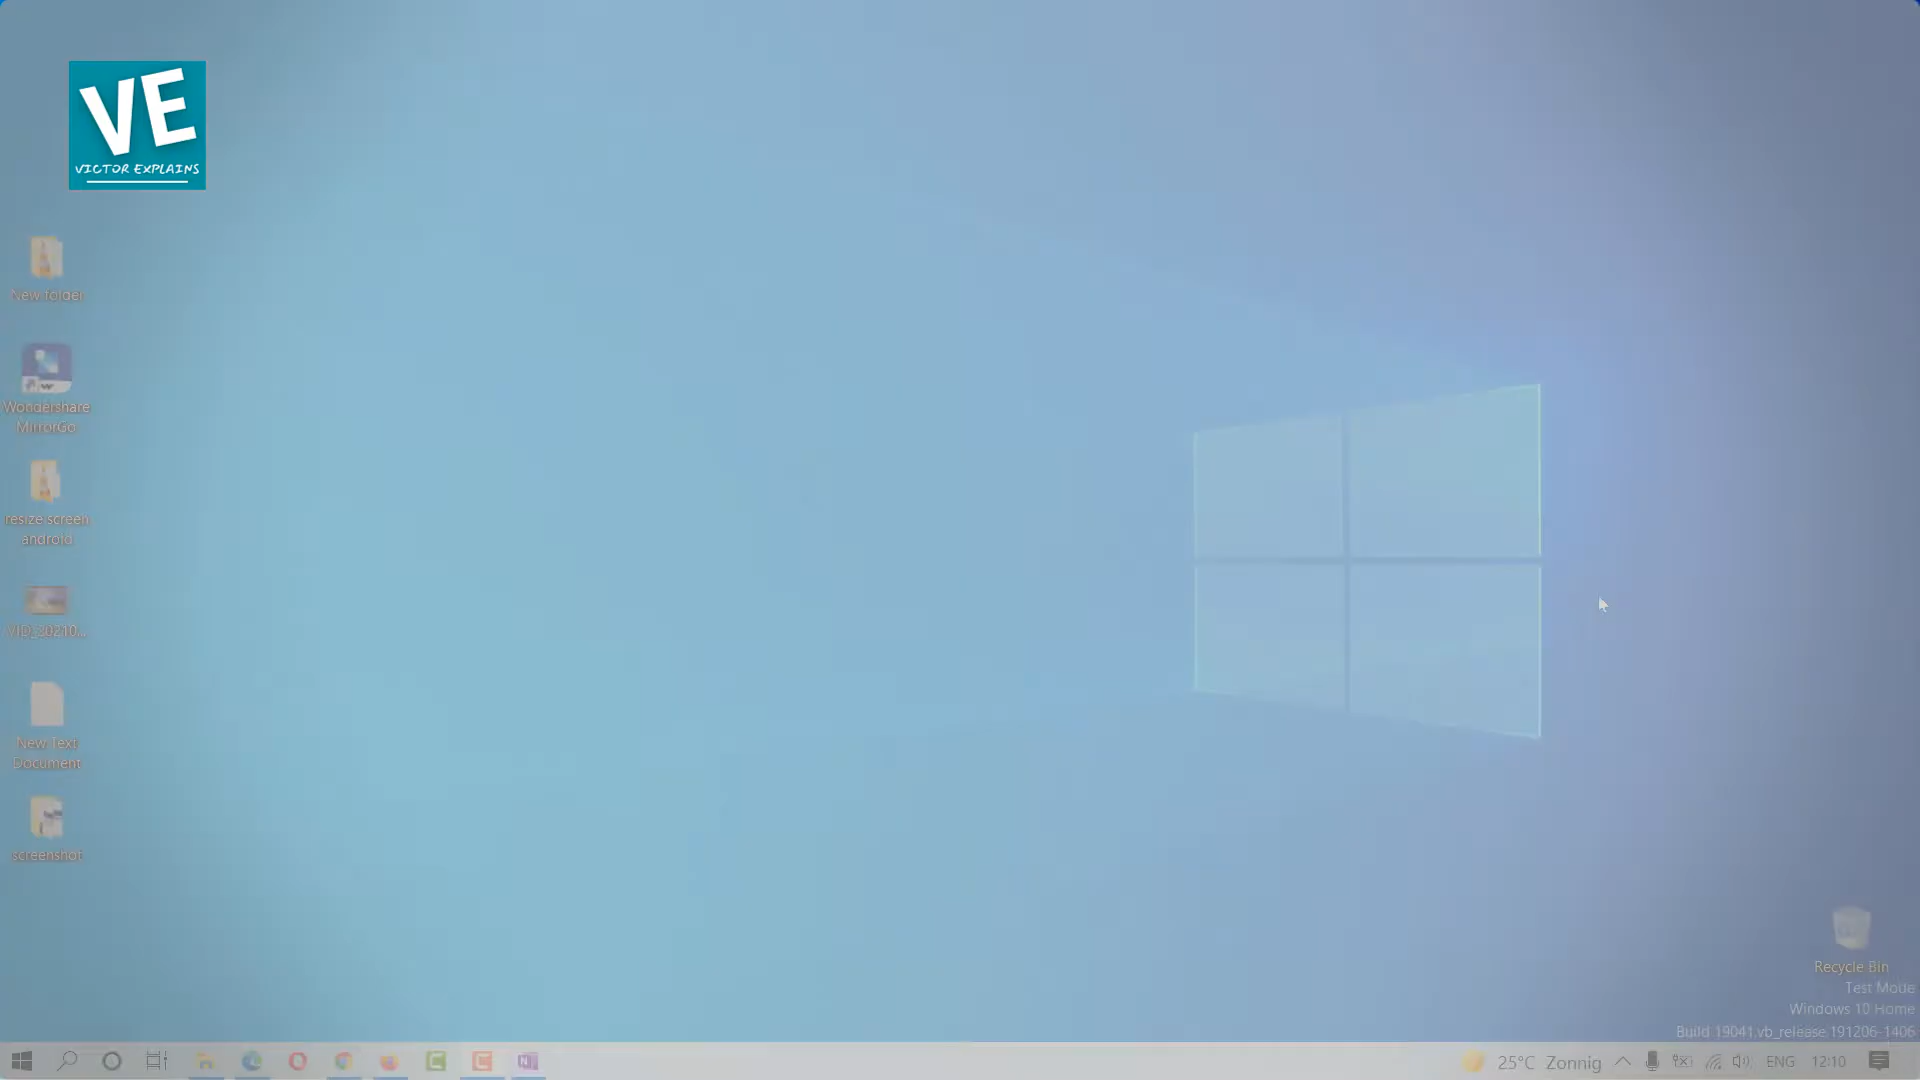 VE
VICTOR EXPLAINS
New folder
Wondershare
MirrorGo
resize screen
android
VID_20210...
New Text
Document
screenshot
Recycle Bin
Test Mode
Windows 10 Home
Build 19041.vb_release.191206-1406
25°C Zonnig
ENG
12:10